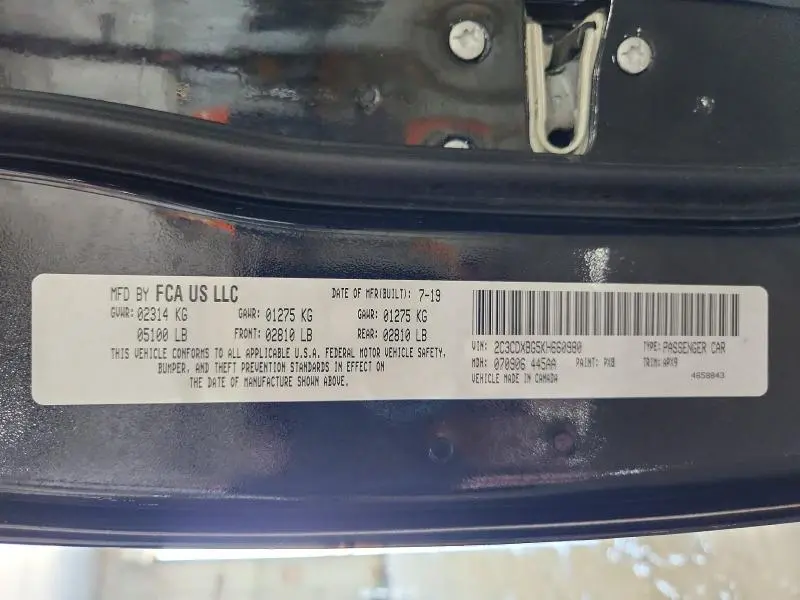 MFD BY FCA US LLC DATE OF MFR(BUILT): 7-19
GVWR: 02314 KG GAWR: 01275 KG GAWR: 01275 KG
05100 LB FRONT: 02810 LB REAR: 02810 LB
THIS VEHICLE CONFORMS TO ALL APPLICABLE U.S.A. FEDERAL MOTOR VEHICLE SAFETY,
BUMPER, AND THEFT PREVENTION STANDARDS IN EFFECT ON
THE DATE OF MANUFACTURE SHOWN ABOVE.
VIN: 2C3CDXBG5KH660980 TYPE: PASSENGER CAR
MDH: 070906 445AA PAINT: PX8 TRIM: APX9
VEHICLE MADE IN CANADA 4658843